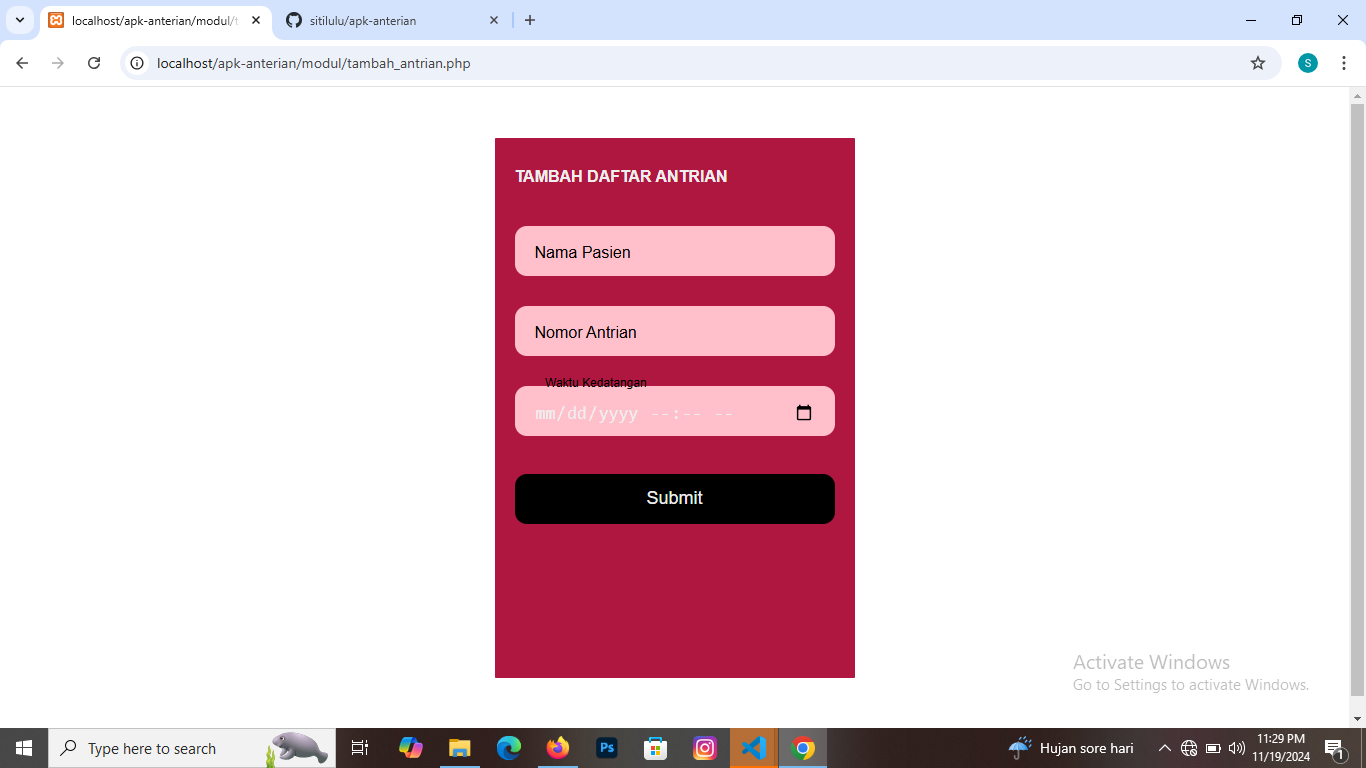 localhost/apk-anterian/modul/t
sitilulu/apk-anterian
localhost/apk-anterian/modul/tambah_antrian.php
S
TAMBAH DAFTAR ANTRIAN
Nama Pasien
Nomor Antrian
Waktu Kedatangan
mm/dd/yyyy --:-- --
Submit
Activate Windows
Go to Settings to activate Windows.
Type here to search
Ps
Hujan sore hari
11:29 PM
11/19/2024
1